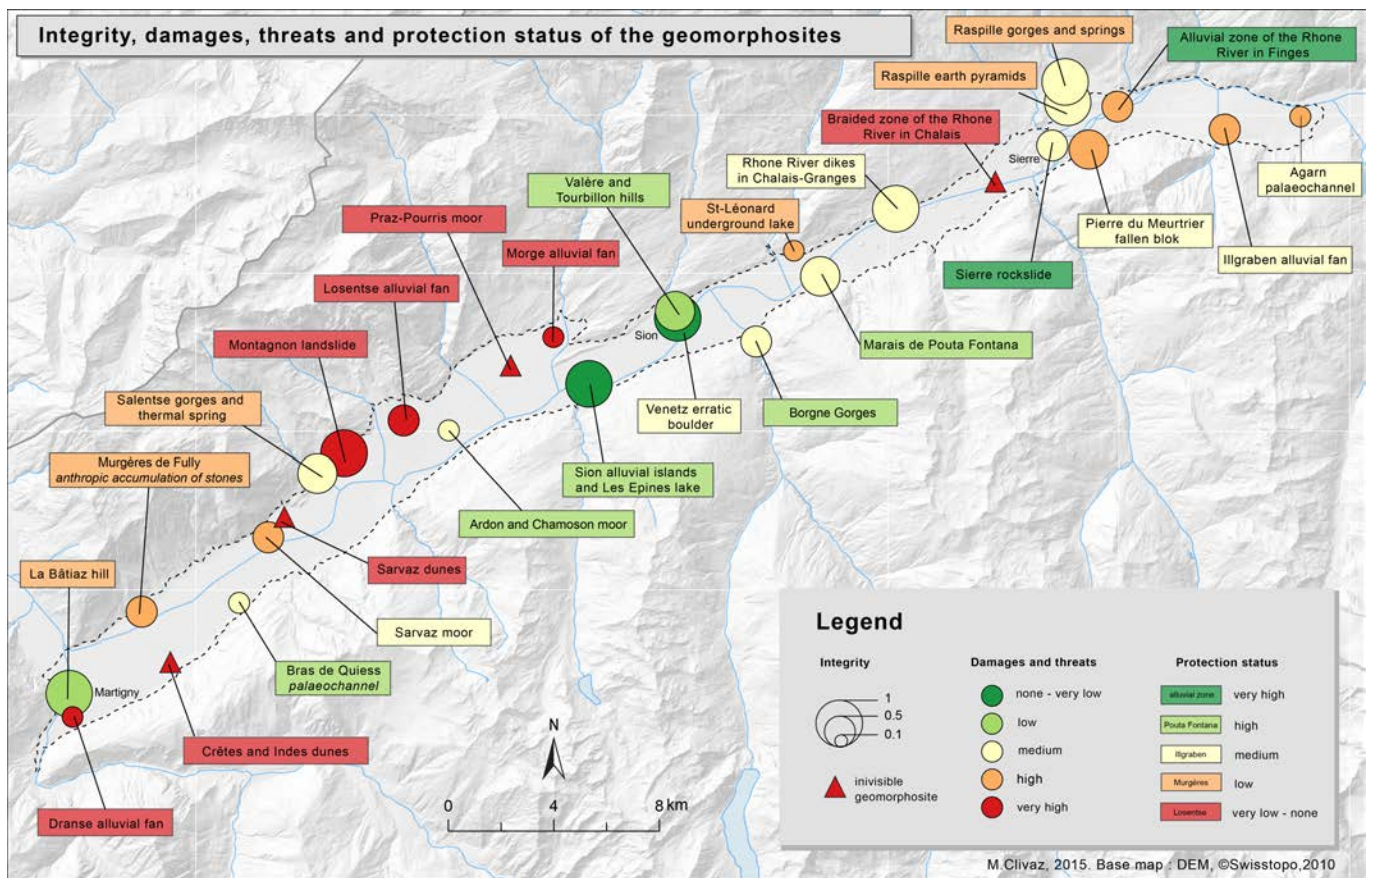 Integrity, damages, threats and protection status of the geomorphosites
Raspille gorges and springs
Alluvial zone of the Rhone
River in Finges
Raspille earth pyramids
Braided zone of the Rhone
River in Chalais
Rhone River dikes
in Chalais-Granges
Sierre
Agarn
palaeochannel
Valère and
Tourbillon hills
Praz-Pourris moor
St-Léonard
underground lake
Pierre du Meurtrier
fallen blok
Morge alluvial fan
Illgraben alluvial fan
Sierre rockslide
Losentse alluvial fan
Sion
Montagnon landslide
Marais de Pouta Fontana
Salentse gorges and
thermal spring
Venetz erratic
boulder
Borgne Gorges
Murgères de Fully
anthropic accumulation of stones
Sion alluvial islands
and Les Epines lake
Ardon and Chamoson moor
La Bâtiaz hill
Sarvaz dunes
Sarvaz moor
Bras de Quiess
palaeochannel
Martigny
Crêtes and Indes dunes
Dranse alluvial fan
N
0 4 8 km
Legend
Integrity
1
0.5
0.1
inivisible
geomorphosite
Damages and threats
none - very low
low
medium
high
very high
Protection status
alluvial zone very high
Pouta Fontana high
Illgraben medium
Murgères low
Losentse very low - none
M.Clivaz, 2015. Base map : DEM, ©Swisstopo,2010